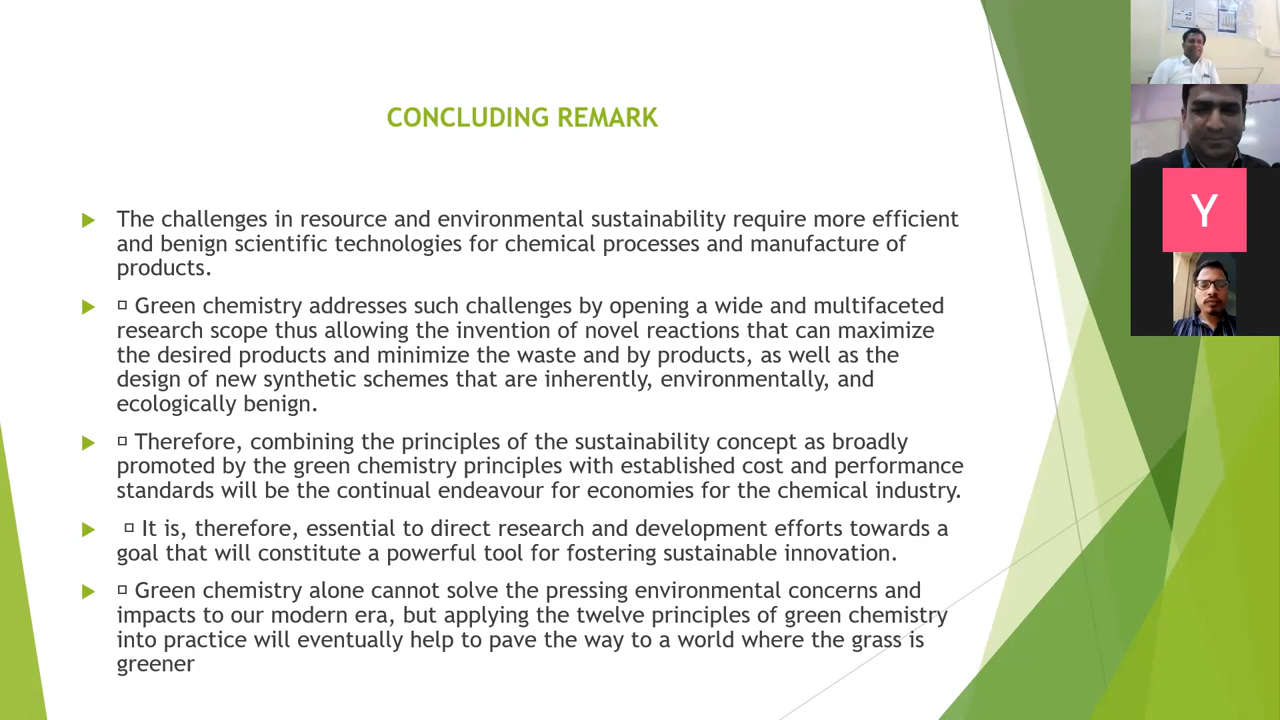 CONCLUDING REMARK
The challenges in resource and environmental sustainability require more efficient
and benign scientific technologies for chemical processes and manufacture of
products.
Green chemistry addresses such challenges by opening a wide and multifaceted
research scope thus allowing the invention of novel reactions that can maximize
the desired products and minimize the waste and by products, as well as the
design of new synthetic schemes that are inherently, environmentally, and
ecologically benign.
Therefore, combining the principles of the sustainability concept as broadly
promoted by the green chemistry principles with established cost and performance
standards will be the continual endeavour for economies for the chemical industry.
It is, therefore, essential to direct research and development efforts towards a
goal that will constitute a powerful tool for fostering sustainable innovation.
Green chemistry alone cannot solve the pressing environmental concerns and
impacts to our modern era, but applying the twelve principles of green chemistry
into practice will eventually help to pave the way to a world where the grass is
greener
Y